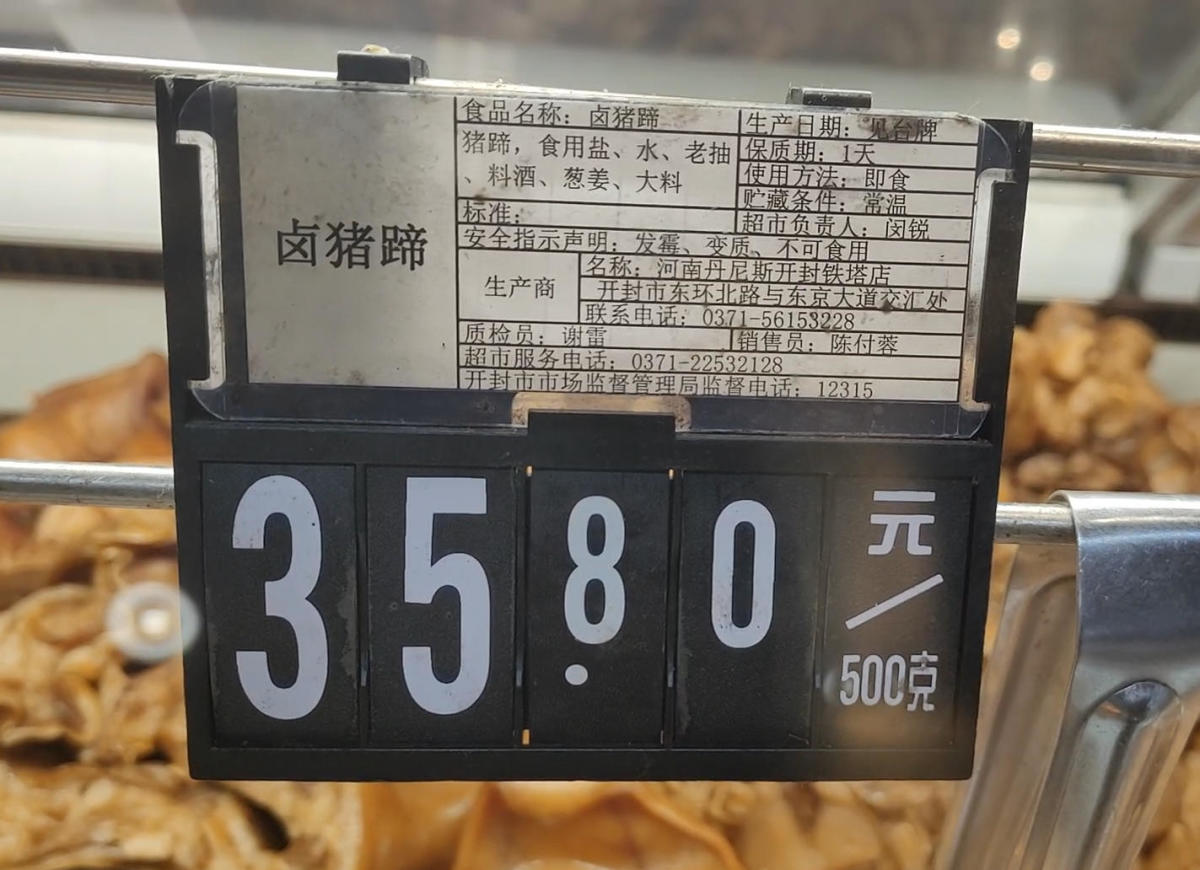 卤猪蹄
食品名称：卤猪蹄
猪蹄，食用盐、水、老抽
、料酒、葱姜、大料
标准：
生产日期：见台牌
保质期：1天
使用方法：即食
贮藏条件：常温
超市负责人：闵锐
安全指示声明：发霉、变质、不可食用
生产商
名称：河南丹尼斯开封铁塔店
开封市东环北路与东京大道交汇处
联系电话：0371-56153228
质检员：谢雷
销售员：陈付蓉
超市服务电话：0371-22532128
开封市市场监督管理局监督电话：12315
35.80
元
/
500克